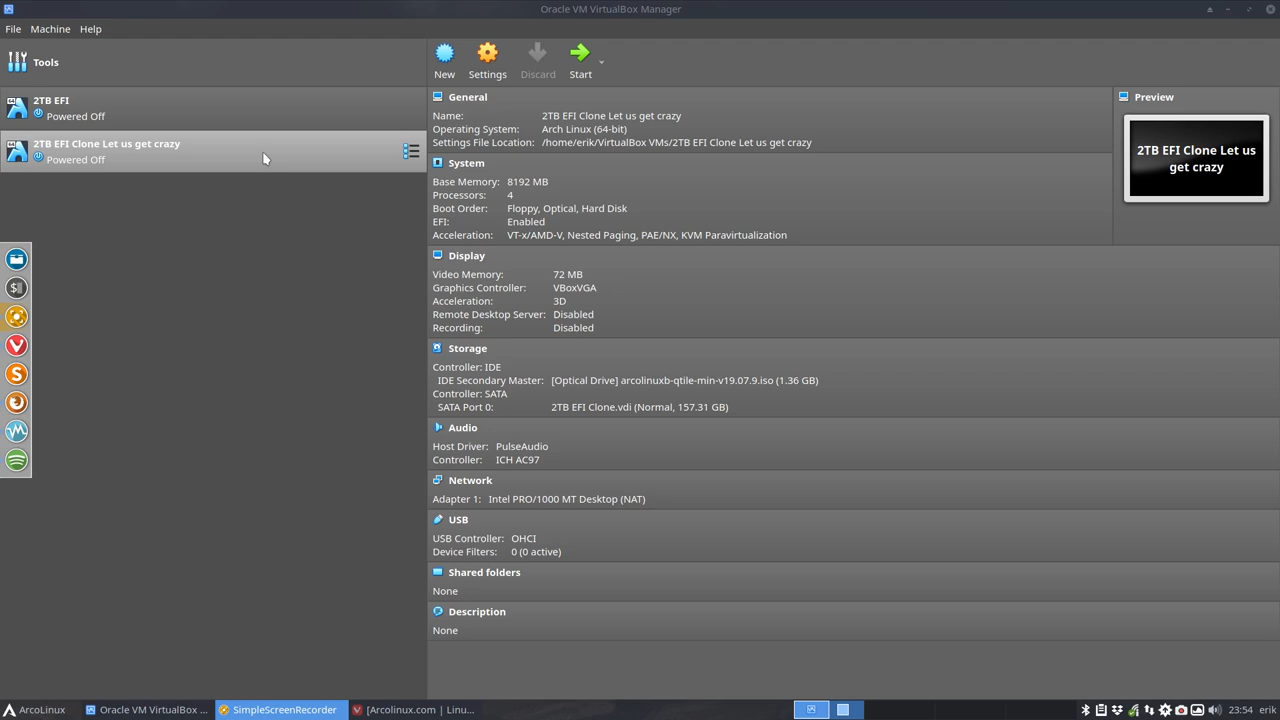 Oracle VM VirtualBox Manager
File Machine Help
Tools
2TB EFI
Powered Off
2TB EFI Clone Let us get crazy
Powered Off
New Settings Discard Start
General
Name: 2TB EFI Clone Let us get crazy
Operating System: Arch Linux (64-bit)
Settings File Location: /home/erik/VirtualBox VMs/2TB EFI Clone Let us get crazy
System
Base Memory: 8192 MB
Processors: 4
Boot Order: Floppy, Optical, Hard Disk
EFI: Enabled
Acceleration: VT-x/AMD-V, Nested Paging, PAE/NX, KVM Paravirtualization
Preview
2TB EFI Clone Let us
get crazy
Display
Video Memory: 72 MB
Graphics Controller: VBoxVGA
Acceleration: 3D
Remote Desktop Server: Disabled
Recording: Disabled
Storage
Controller: IDE
IDE Secondary Master: [Optical Drive] arcolinuxb-qtile-min-v19.07.9.iso (1.36 GB)
Controller: SATA
SATA Port 0: 2TB EFI Clone.vdi (Normal, 157.31 GB)
Audio
Host Driver: PulseAudio
Controller: ICH AC97
Network
Adapter 1: Intel PRO/1000 MT Desktop (NAT)
USB
USB Controller: OHCI
Device Filters: 0 (0 active)
Shared folders
None
Description
None
ArcoLinux Oracle VM VirtualBox ... SimpleScreenRecorder [Arcolinux.com | Linu... 23:54 erik